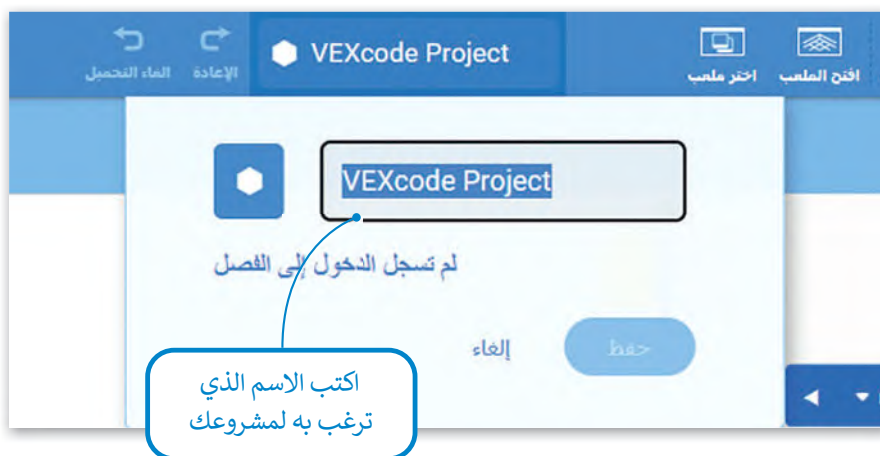 افتح الملعب
اختر ملعب
VEXcode Project
الإعادة
الغاء التحميل
VEXcode Project
لم تسجل الدخول إلى الفصل
حفظ
إلغاء
اكتب الاسم الذي
ترغب به لمشروعك